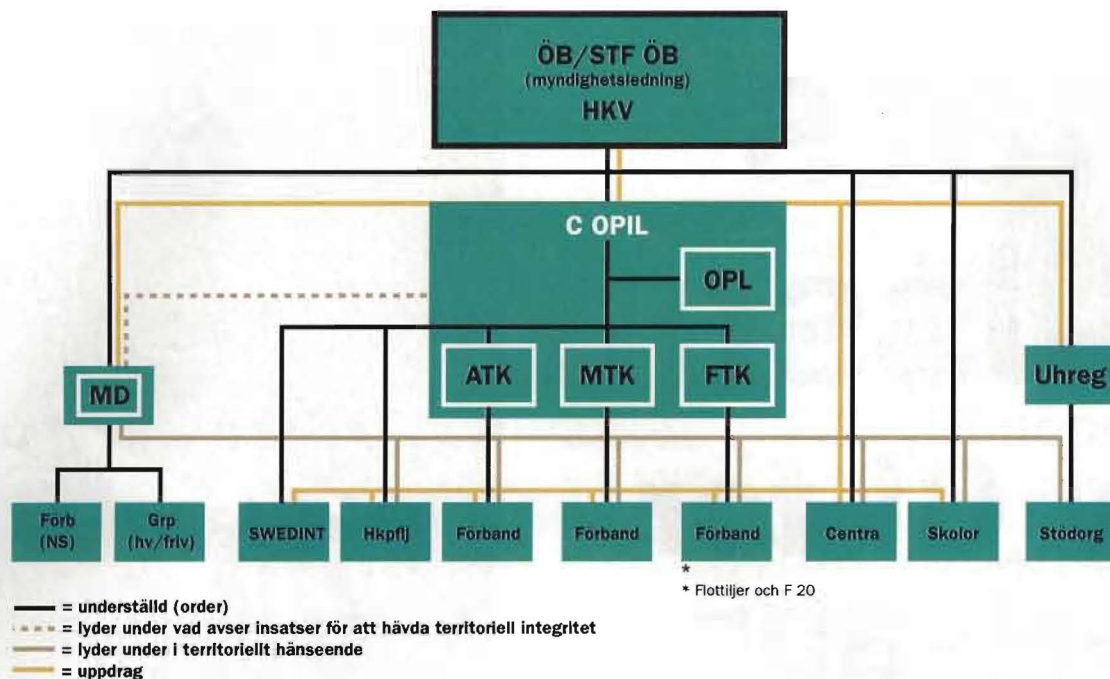 ÖB/STF ÖB
(myndighetsledning)
HKV
C OPIL
OPL
ATK
MTK
FTK
MD
Uhreg
Förb
(NS)
Grp
(hv/friv)
SWEDINT
Hkpflj
Förband
Förband
Förband
Centra
Skolor
Stödorg
*
* Flottiljer och F 20
= underställd (order)
= lyder under vad avser insatser för att hävda territoriell integritet
= lyder under i territoriellt hänseende
= uppdrag